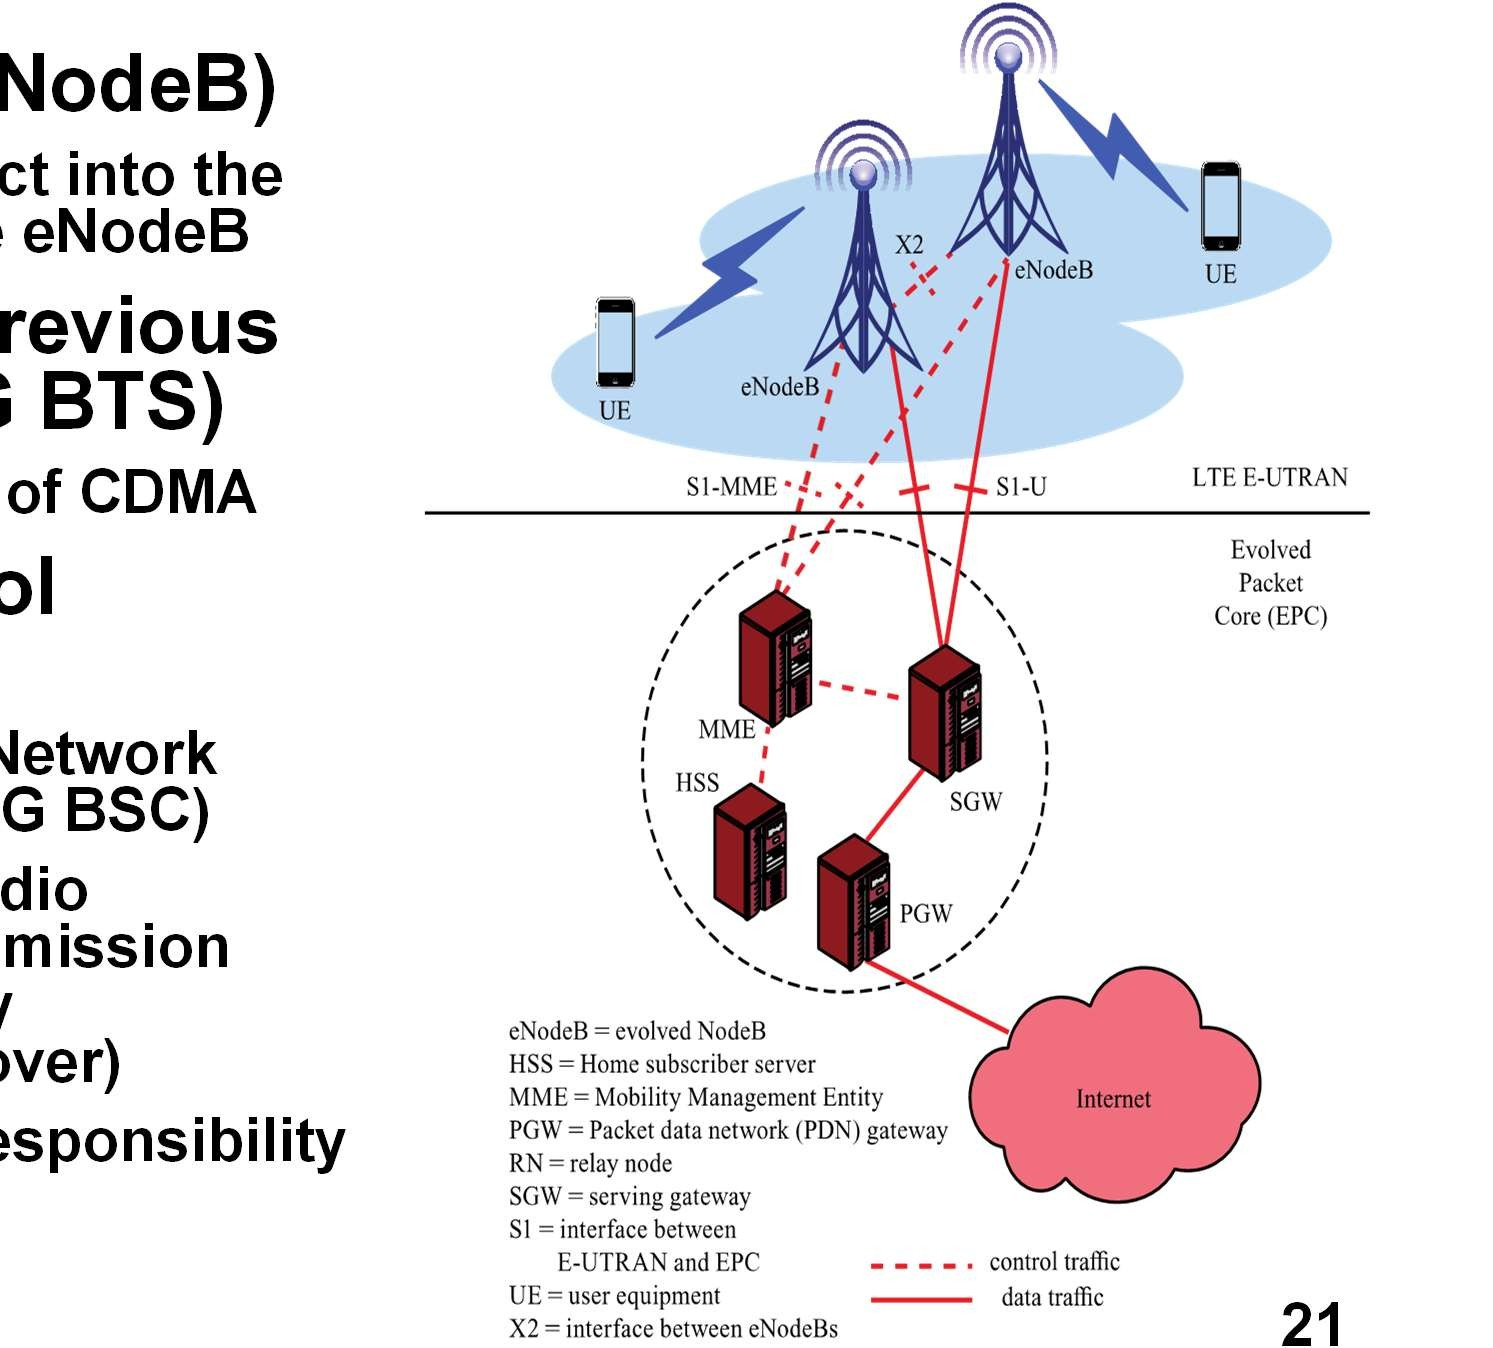 NodeB)
ct into the
eNodeB
revious
G BTS)
of CDMA
ol
Network
G BSC)
dio
mission
y
over)
esponsibility
X2
eNodeB
UE
eNodeB
UE
S1-MME
S1-U
LTE E-UTRAN
Evolved
Packet
Core (EPC)
MME
HSS
SGW
PGW
Internet
eNodeB = evolved NodeB
HSS = Home subscriber server
MME = Mobility Management Entity
PGW = Packet data network (PDN) gateway
RN = relay node
SGW = serving gateway
S1 = interface between
E-UTRAN and EPC
UE = user equipment
X2 = interface between eNodeBs
control traffic
data traffic
21